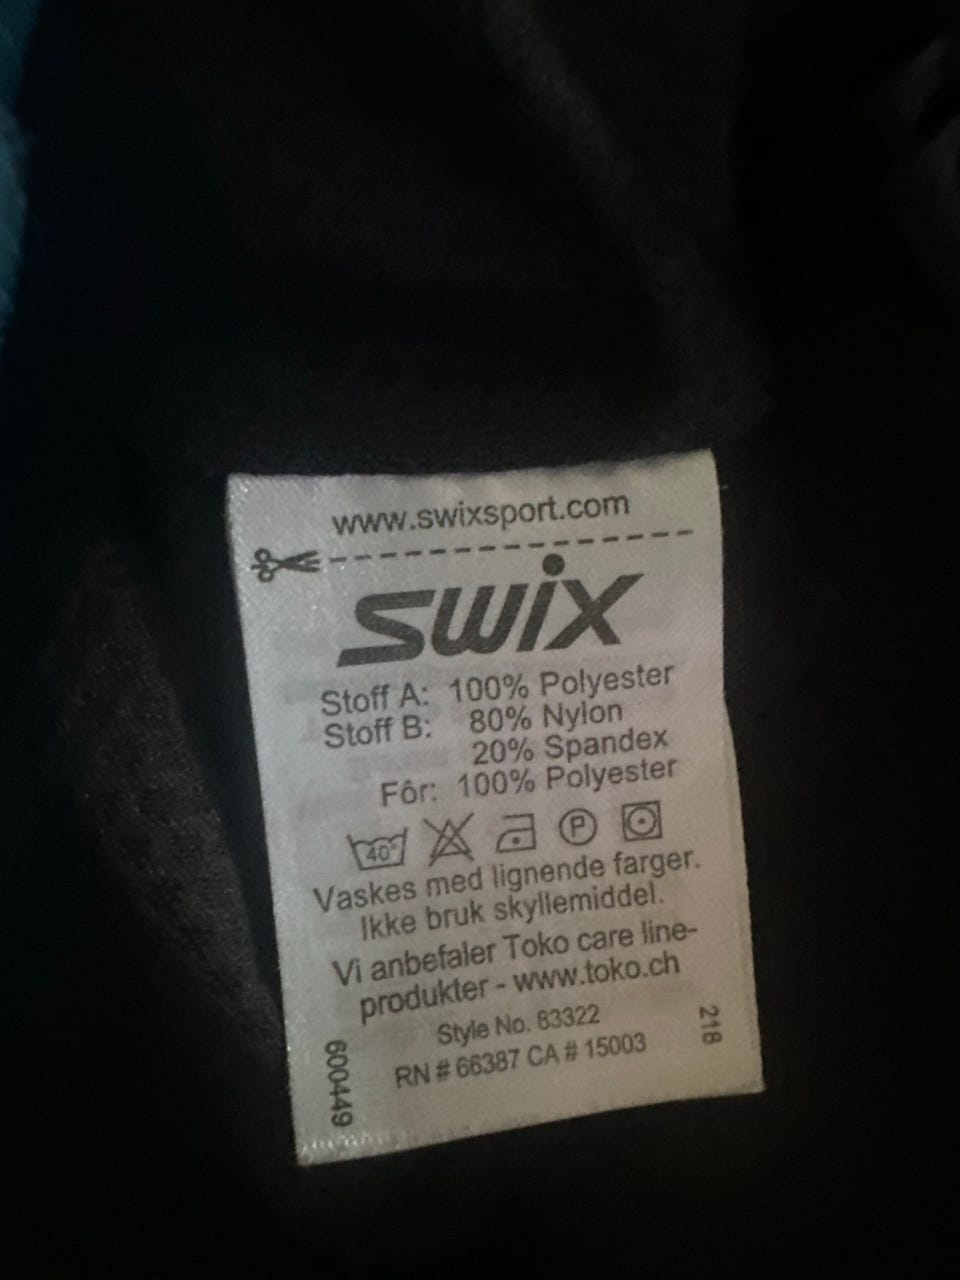 www.swixsport.com
swix
Stoff A: 100% Polyester
Stoff B: 80% Nylon
20% Spandex
Fôr: 100% Polyester
40° P
Vaskes med lignende farger.
Ikke bruk skyllemiddel.
Vi anbefaler Toko care line-
produkter - www.toko.ch
Style No. 83322
RN # 66387 CA # 15003
600449
218